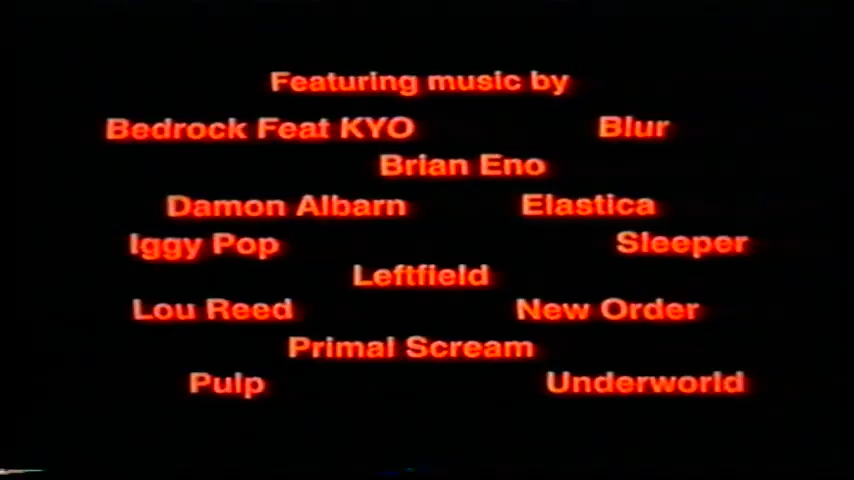 Featuring music by
Bedrock Feat KYO Blur
Brian Eno
Damon Albarn Elastica
Iggy Pop Sleeper
Leftfield
Lou Reed New Order
Primal Scream
Pulp Underworld